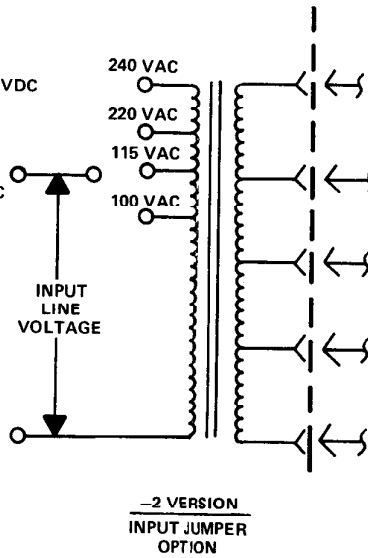 240 VAC
VDC
220 VAC
115 VAC
100 VAC
C
INPUT
LINE
VOLTAGE
–2 VERSION
INPUT JUMPER
OPTION